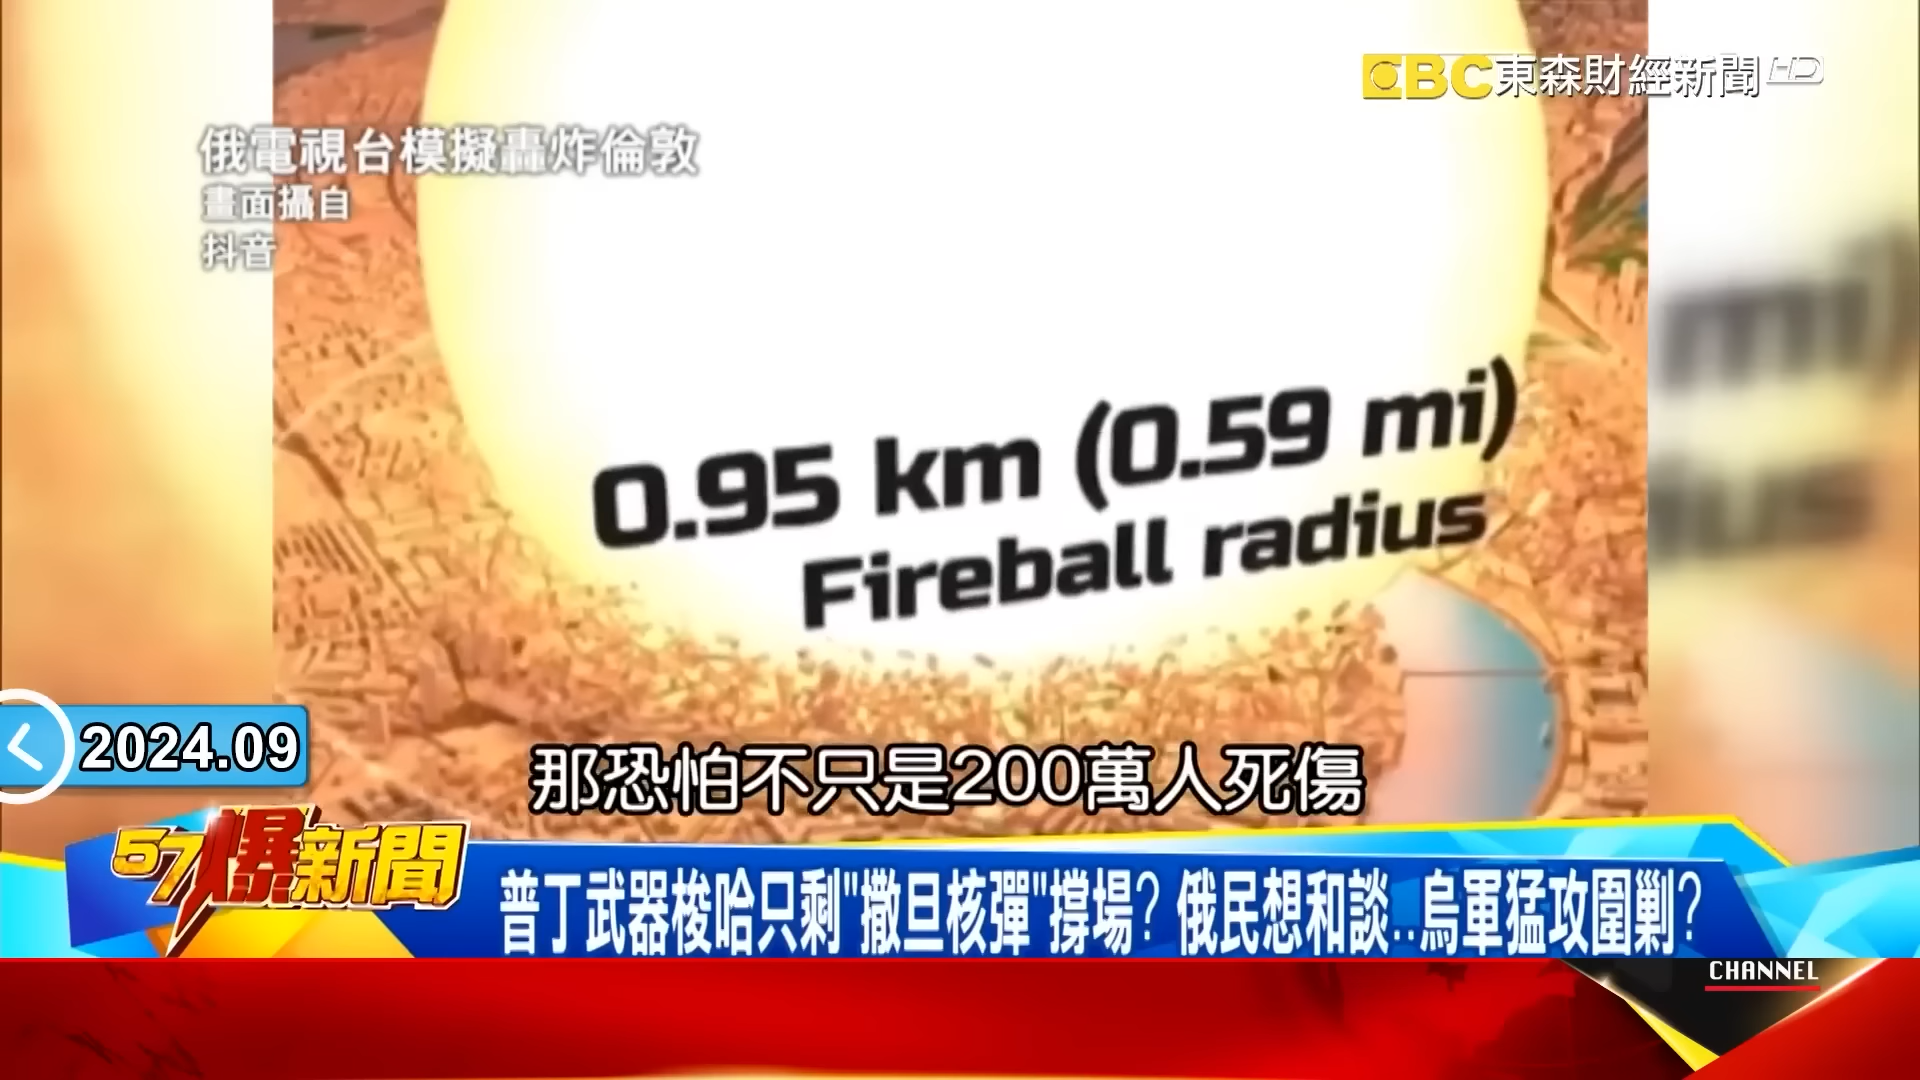 EBC東森財經新聞HD
俄電視台模擬轟炸倫敦
畫面攝自
抖音
0.95 km (0.59 mi)
Fireball radius
mi)
ius
2024.09
那恐怕不只是200萬人死傷
57爆新聞
普丁武器梭哈只剩"撒旦核彈"撐場? 俄民想和談..烏軍猛攻圍剿?
CHANNEL